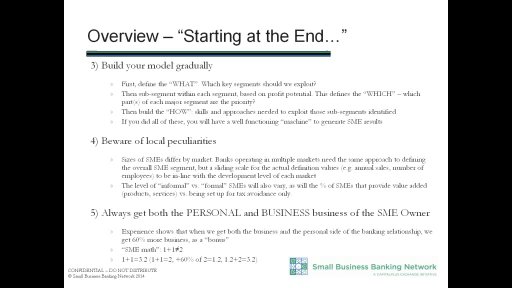 Overview – “Starting at the End…”
3) Build your model gradually
First, define the “WHAT”. Which key segments should we exploit?
Then sub-segment within each segment, based on profit potential. This defines the “WHICH” – which
part(s) of each major segment are the priority?
Then build the “HOW”: skills and approaches needed to exploit those sub-segments identified
If you did all of these, you will have a well functioning “machine” to generate SME results
4) Beware of local peculiarities
Sizes of SMEs differ by market. Banks operating in multiple markets need the same approach to defining
the overall SME segment, but a sliding scale for the actual definition values (e.g. annual sales, number of
employees) to be in-line with the development level of each market
The level of “informal” vs. “formal” SMEs will also vary, as will the % of SMEs that provide value added
(products, services) vs. being set up for tax avoidance only.
5) Always get both the PERSONAL and BUSINESS business of the SME Owner
Experience shows that when we get both the business and the personal side of the banking relationship, we
get 60% more business, as a “bonus”
“SME math”: 1+1≠2
1+1=3.2 (1+1=2, +60% of 2=1.2, 1.2+2=3.2)
CONFIDENTIAL – DO NOT DISTRIBUTE
© Small Business Banking Network 2014
Small Business Banking Network